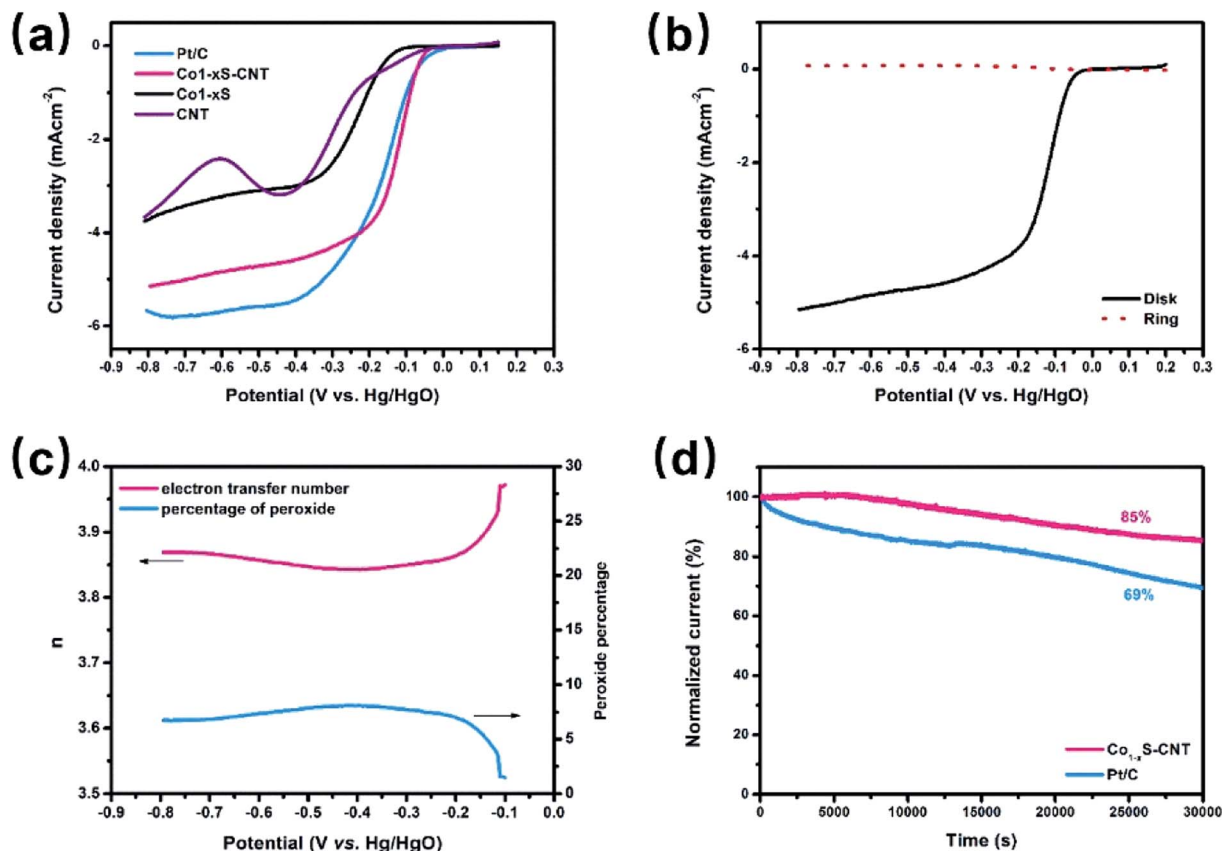 (a)
Pt/C
Co1-xS-CNT
Co1-xS
CNT
Current density (mAcm⁻²)
0
-2
-4
-6
-0.9 -0.8 -0.7 -0.6 -0.5 -0.4 -0.3 -0.2 -0.1 0.0 0.1 0.2 0.3
Potential (V vs. Hg/HgO)
(b)
Current density (mAcm⁻²)
0
-2
-4
-6
Disk
Ring
-0.9 -0.8 -0.7 -0.6 -0.5 -0.4 -0.3 -0.2 -0.1 0.0 0.1 0.2 0.3
Potential (V vs. Hg/HgO)
(c)
electron transfer number
percentage of peroxide
n
4.0
3.9
3.8
3.7
3.6
3.5
30
25
20
15
10
5
0
Peroxide percentage
-0.8 -0.7 -0.6 -0.5 -0.4 -0.3 -0.2 -0.1 0.0
Potential (V vs. Hg/HgO)
(d)
Normalized current (%)
100
80
60
40
20
0
85%
69%
Co₁₋ₓS-CNT
Pt/C
0 5000 10000 15000 20000 25000 30000
Time (s)